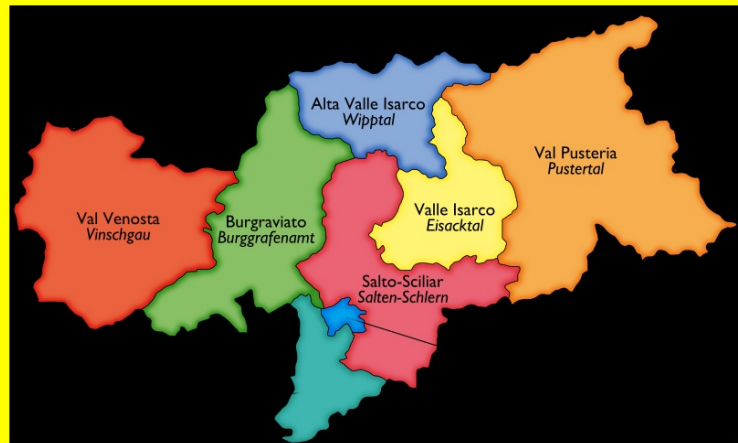 Alta Valle Isarco
Wipptal
Val Pusteria
Pustertal
Val Venosta
Vinschgau
Burgraviato
Burggrafenamt
Valle Isarco
Eisacktal
Salto-Sciliar
Salten-Schlern